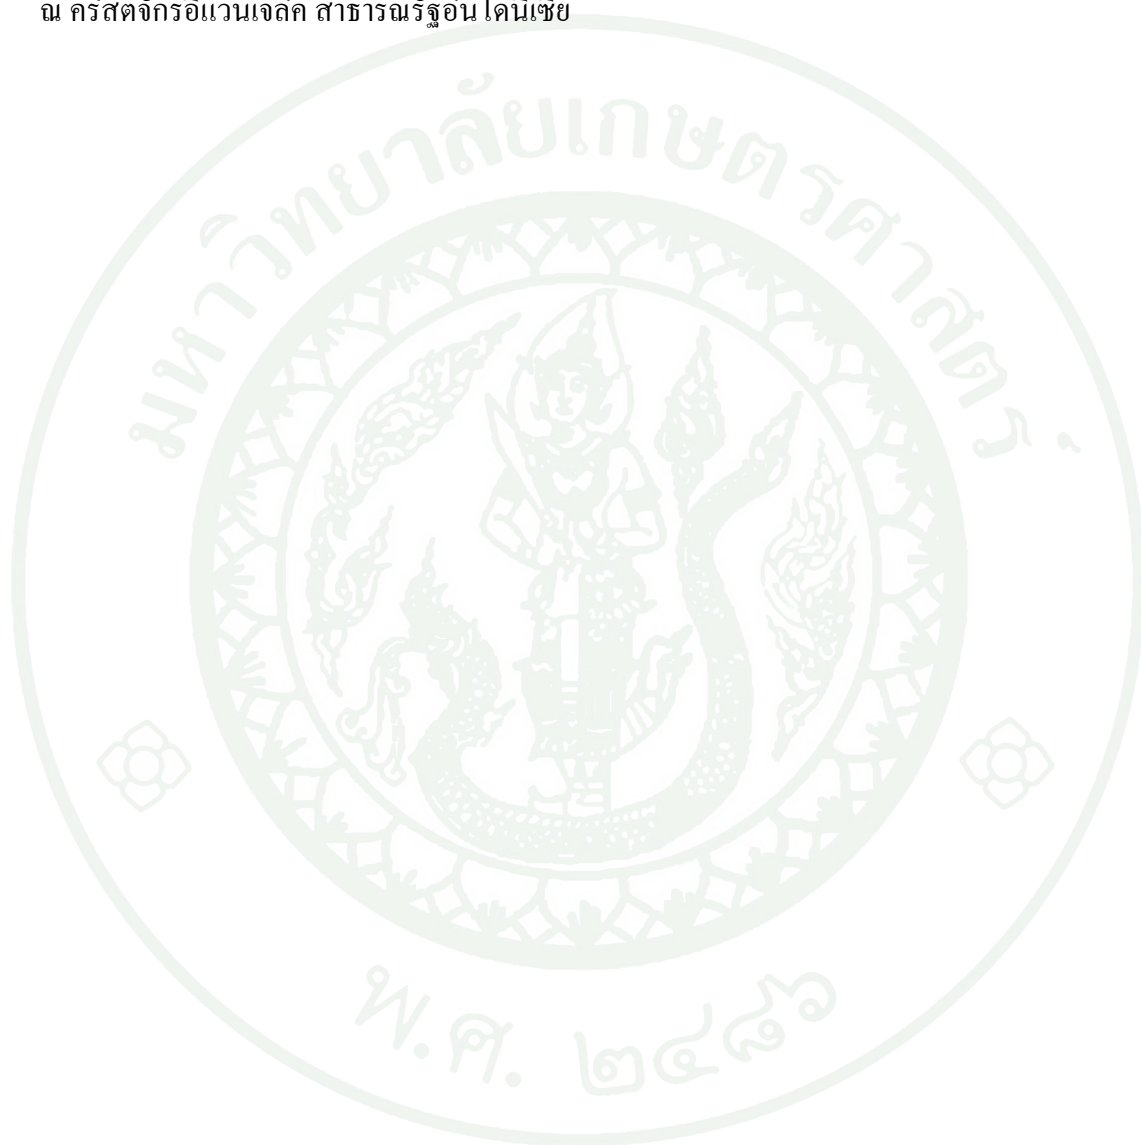 ณ คริสตจักรอีแวนเจลิค สาธารณรัฐอินโดนีเซีย
มหาวิทยาลัยเกษตรศาสตร์
พ.ศ. ๒๔๘๖